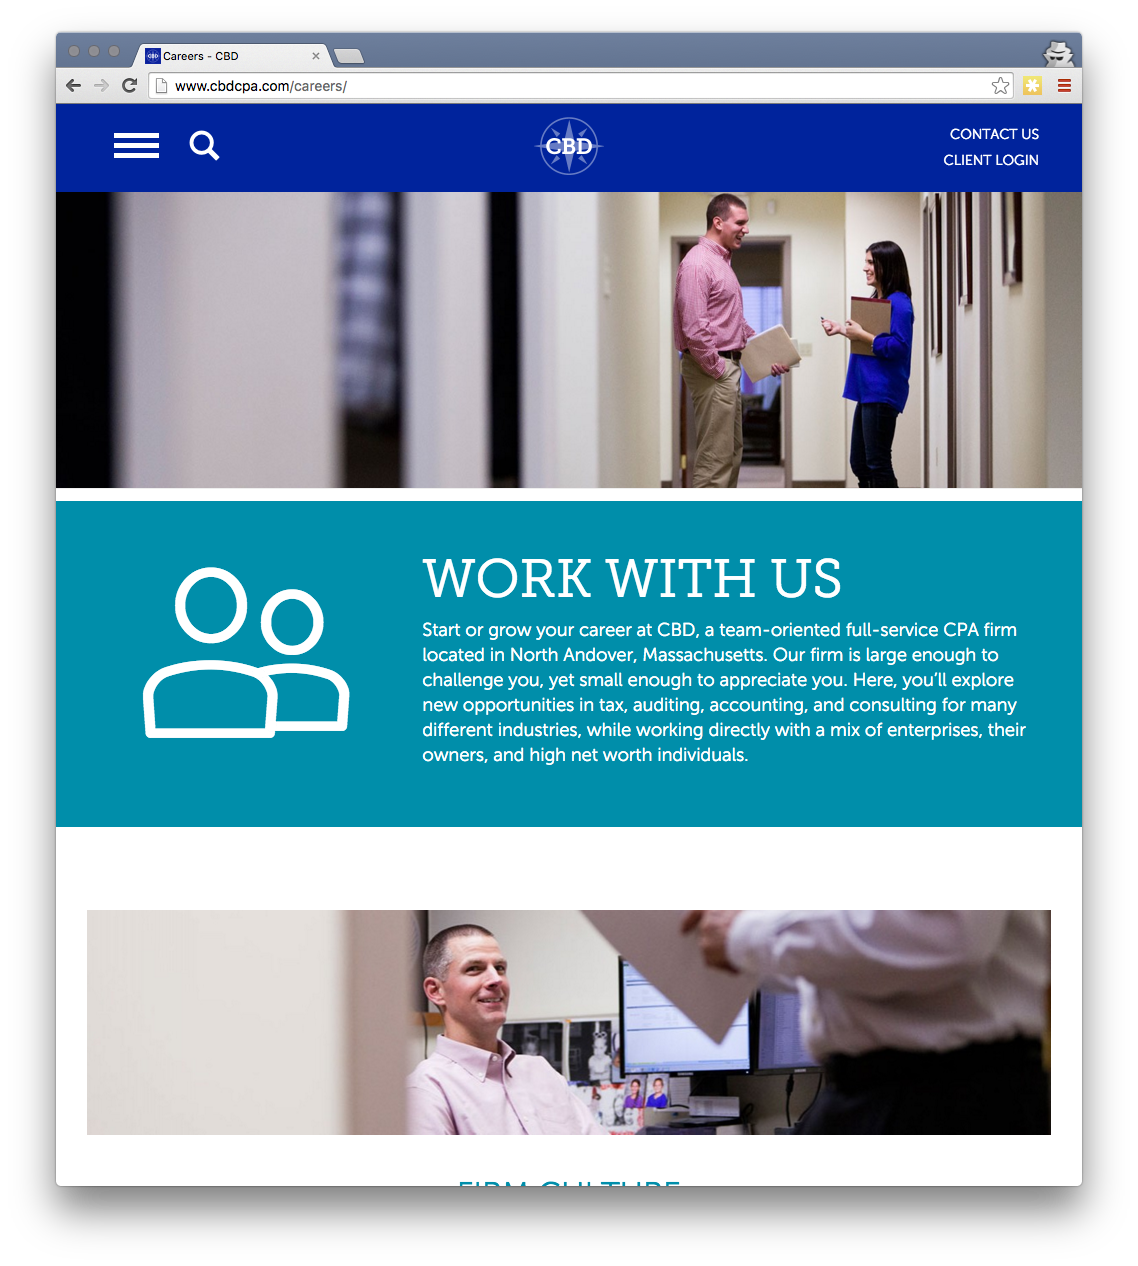 Careers - CBD
www.cbdcpa.com/careers/
CBD
CONTACT US
CLIENT LOGIN
WORK WITH US
Start or grow your career at CBD, a team-oriented full-service CPA firm
located in North Andover, Massachusetts. Our firm is large enough to
challenge you, yet small enough to appreciate you. Here, you’ll explore
new opportunities in tax, auditing, accounting, and consulting for many
different industries, while working directly with a mix of enterprises, their
owners, and high net worth individuals.
FIRM CULTURE